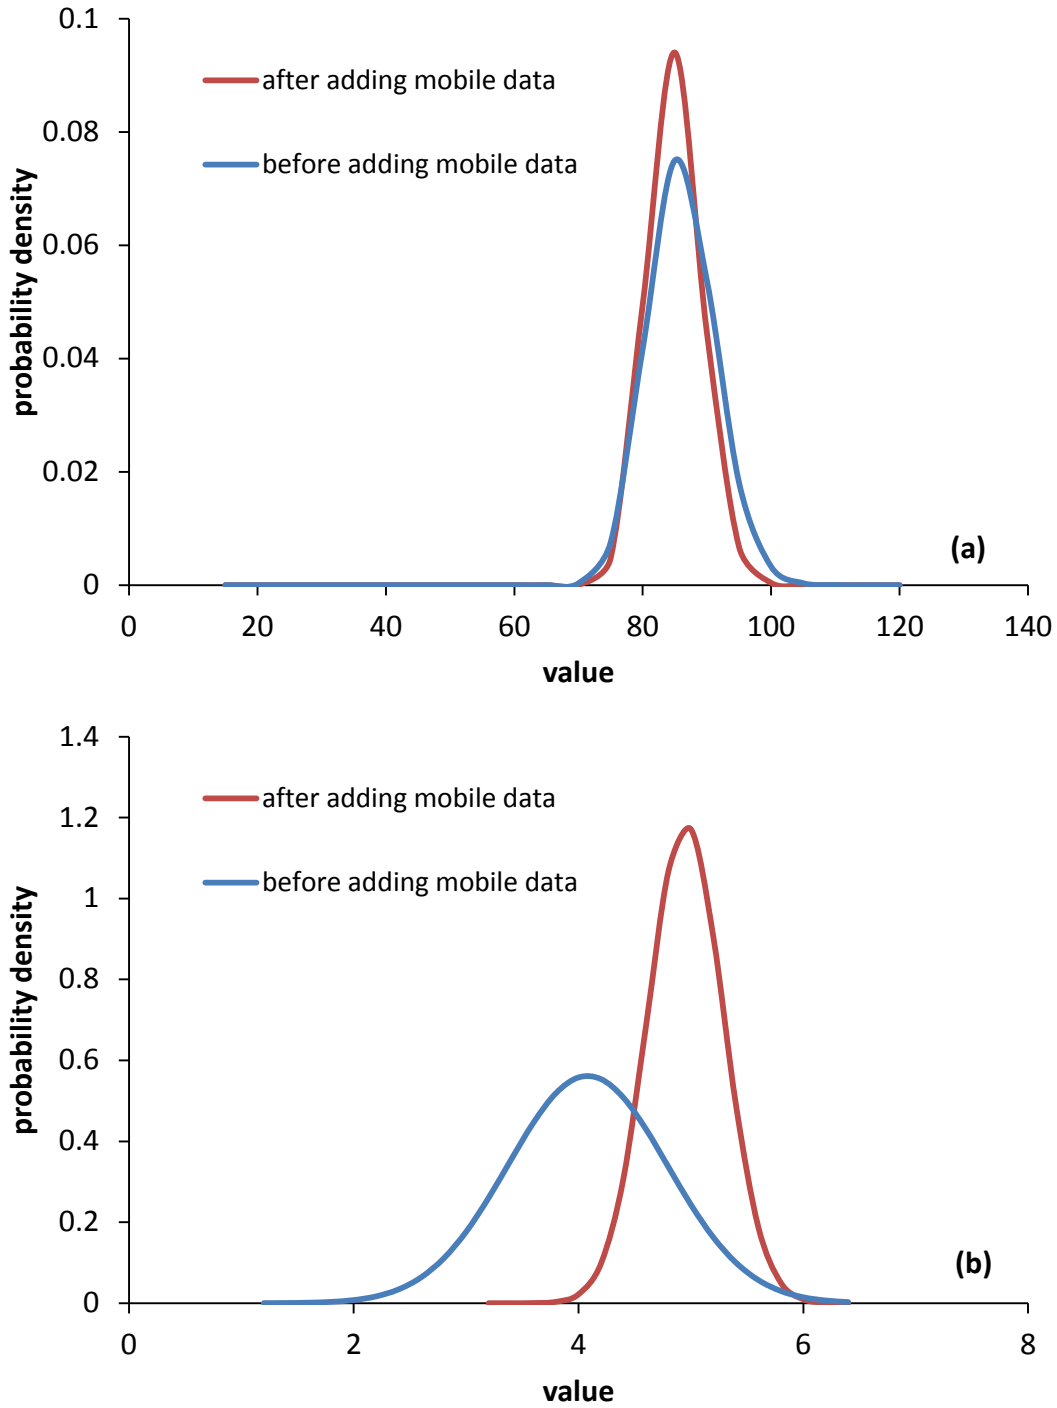 0.1
after adding mobile data
0.08
before adding mobile data
0.06
0.04
0.02
0
probability density
(a)
0 20 40 60 80 100 120 140
value
1.4
after adding mobile data
1.2
before adding mobile data
1
0.8
0.6
0.4
0.2
0
probability density
(b)
0 2 4 6 8
value